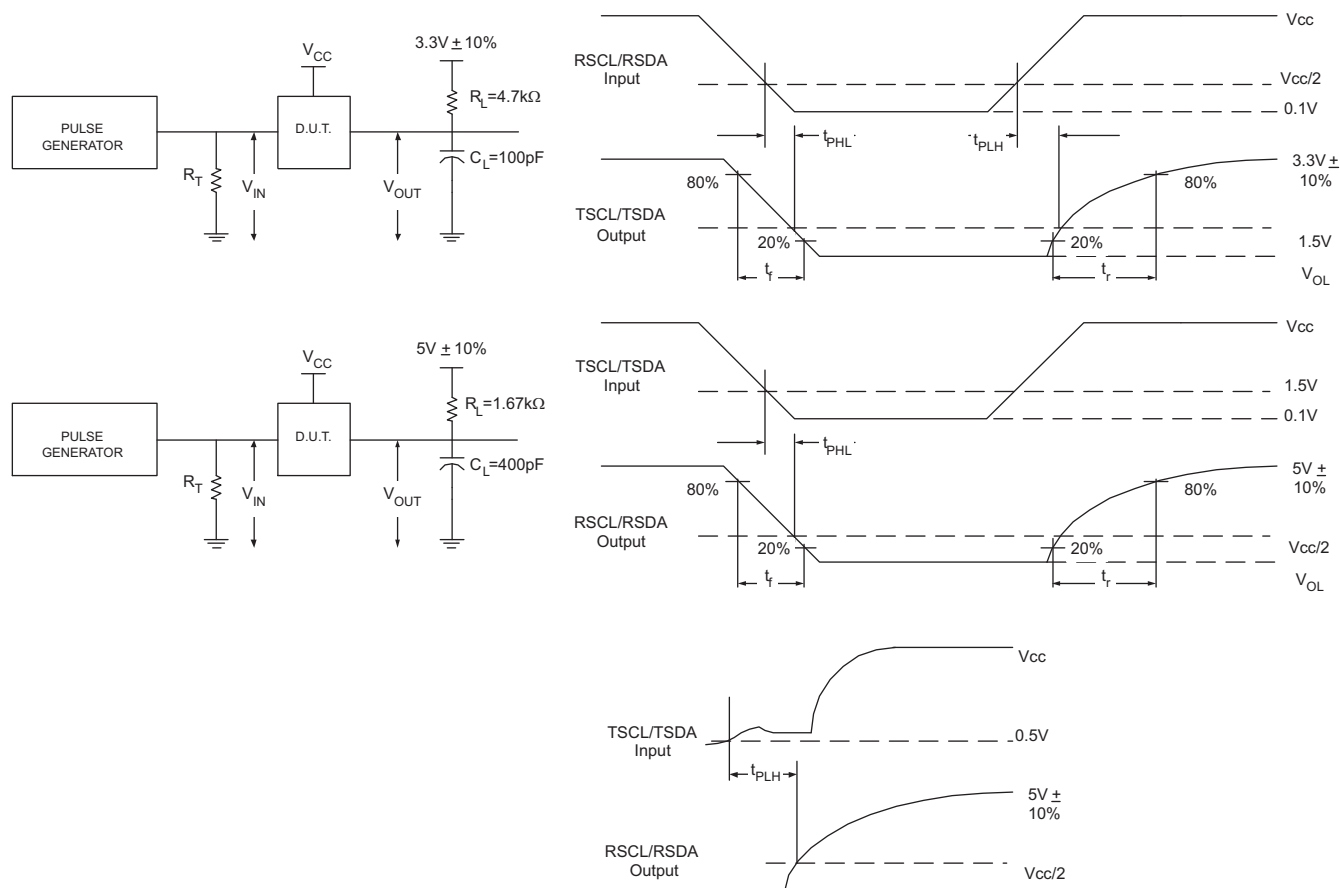 V_CC
3.3V ± 10%
R_L=4.7kΩ
PULSE
GENERATOR
D.U.T.
R_T
V_IN
V_OUT
C_L=100pF
RSCL/RSDA
Input
Vcc
Vcc/2
0.1V
t_PHL
t_PLH
80%
TSCL/TSDA
Output
20%
t_f
20%
t_r
80%
3.3V ±
10%
1.5V
V_OL
V_CC
5V ± 10%
R_L=1.67kΩ
PULSE
GENERATOR
D.U.T.
R_T
V_IN
V_OUT
C_L=400pF
TSCL/TSDA
Input
Vcc
1.5V
0.1V
t_PHL
80%
RSCL/RSDA
Output
20%
t_f
20%
t_r
80%
5V ±
10%
Vcc/2
V_OL
TSCL/TSDA
Input
Vcc
0.5V
t_PLH
RSCL/RSDA
Output
5V ±
10%
Vcc/2